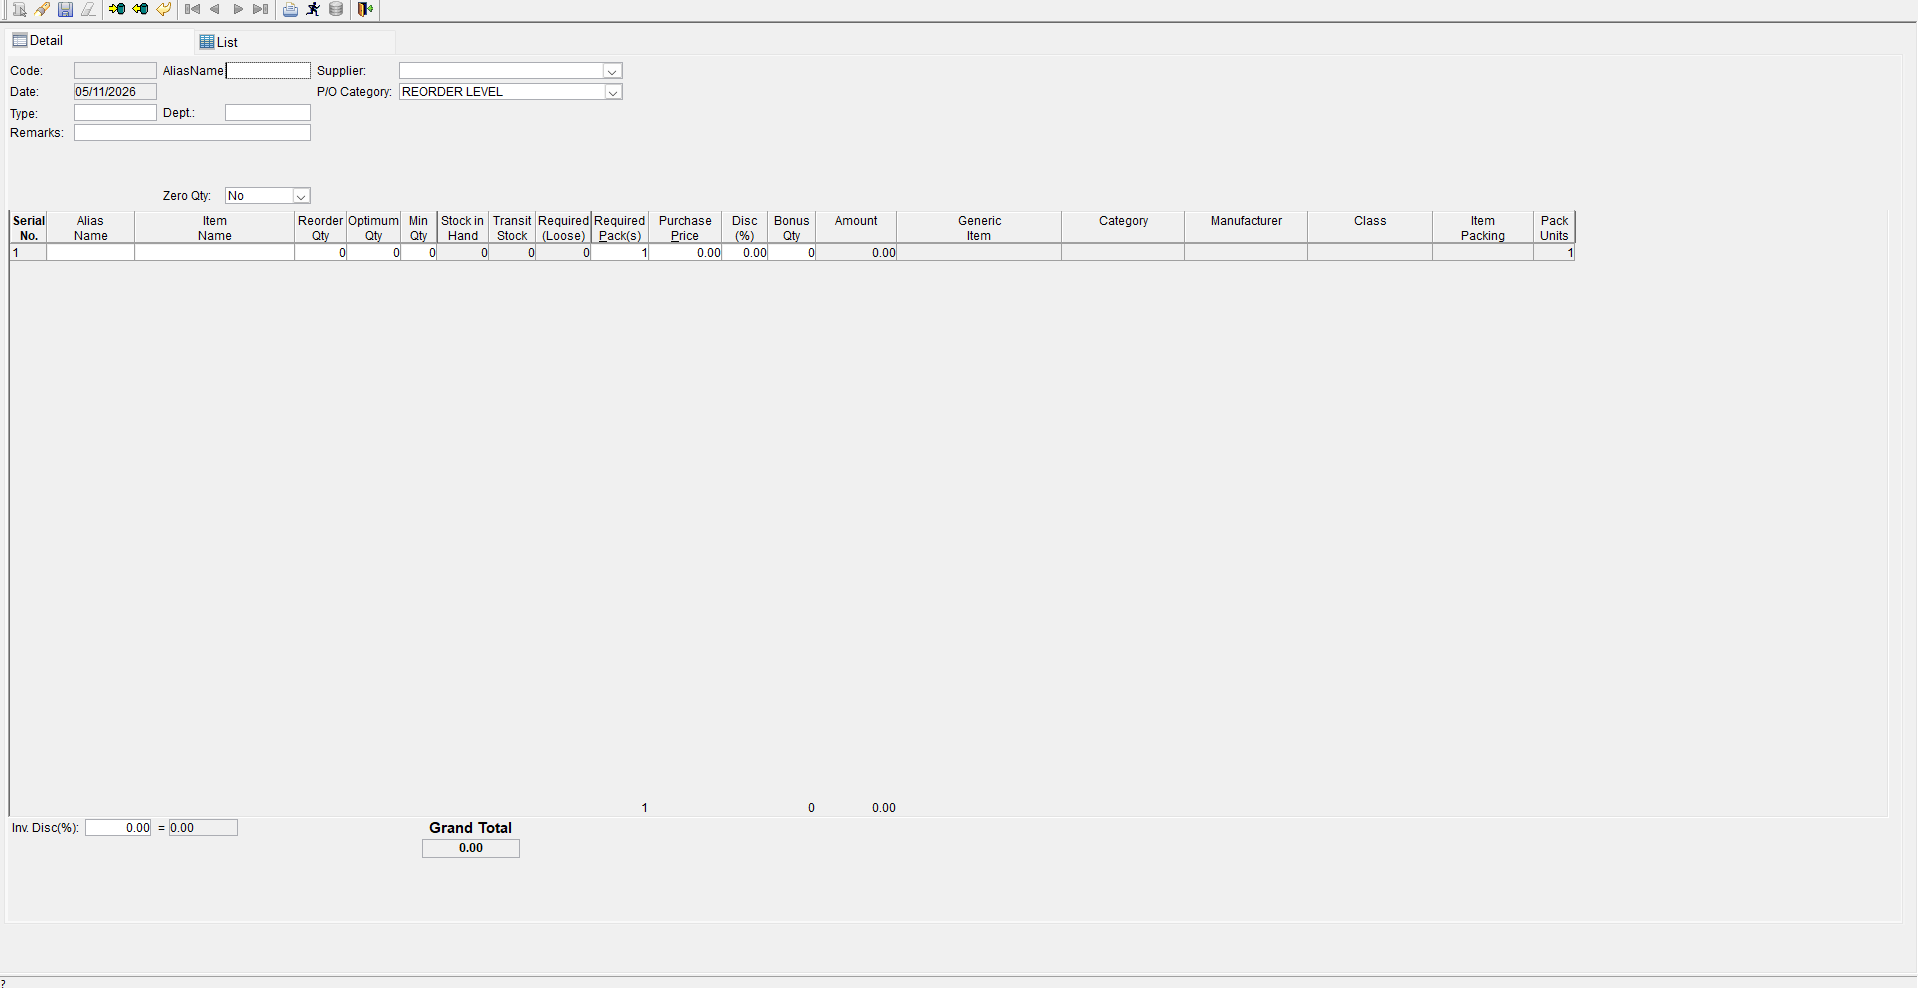 Detail List
Code: AliasName Supplier:
Date: 05/11/2026 P/O Category: REORDER LEVEL
Type: Dept.:
Remarks:
Zero Qty: No
Serial No. Alias Name Item Name Reorder Qty Optimum Qty Min Qty Stock in Hand Transit Stock Required (Loose) Required Pack(s) Purchase Price Disc (%) Bonus Qty Amount Generic Item Category Manufacturer Class Item Packing Pack Units
1 0 0 0 0 0 0 1 0.00 0.00 0 0.00 1
1 0 0.00
Inv. Disc(%): 0.00 = 0.00 Grand Total
0.00
?